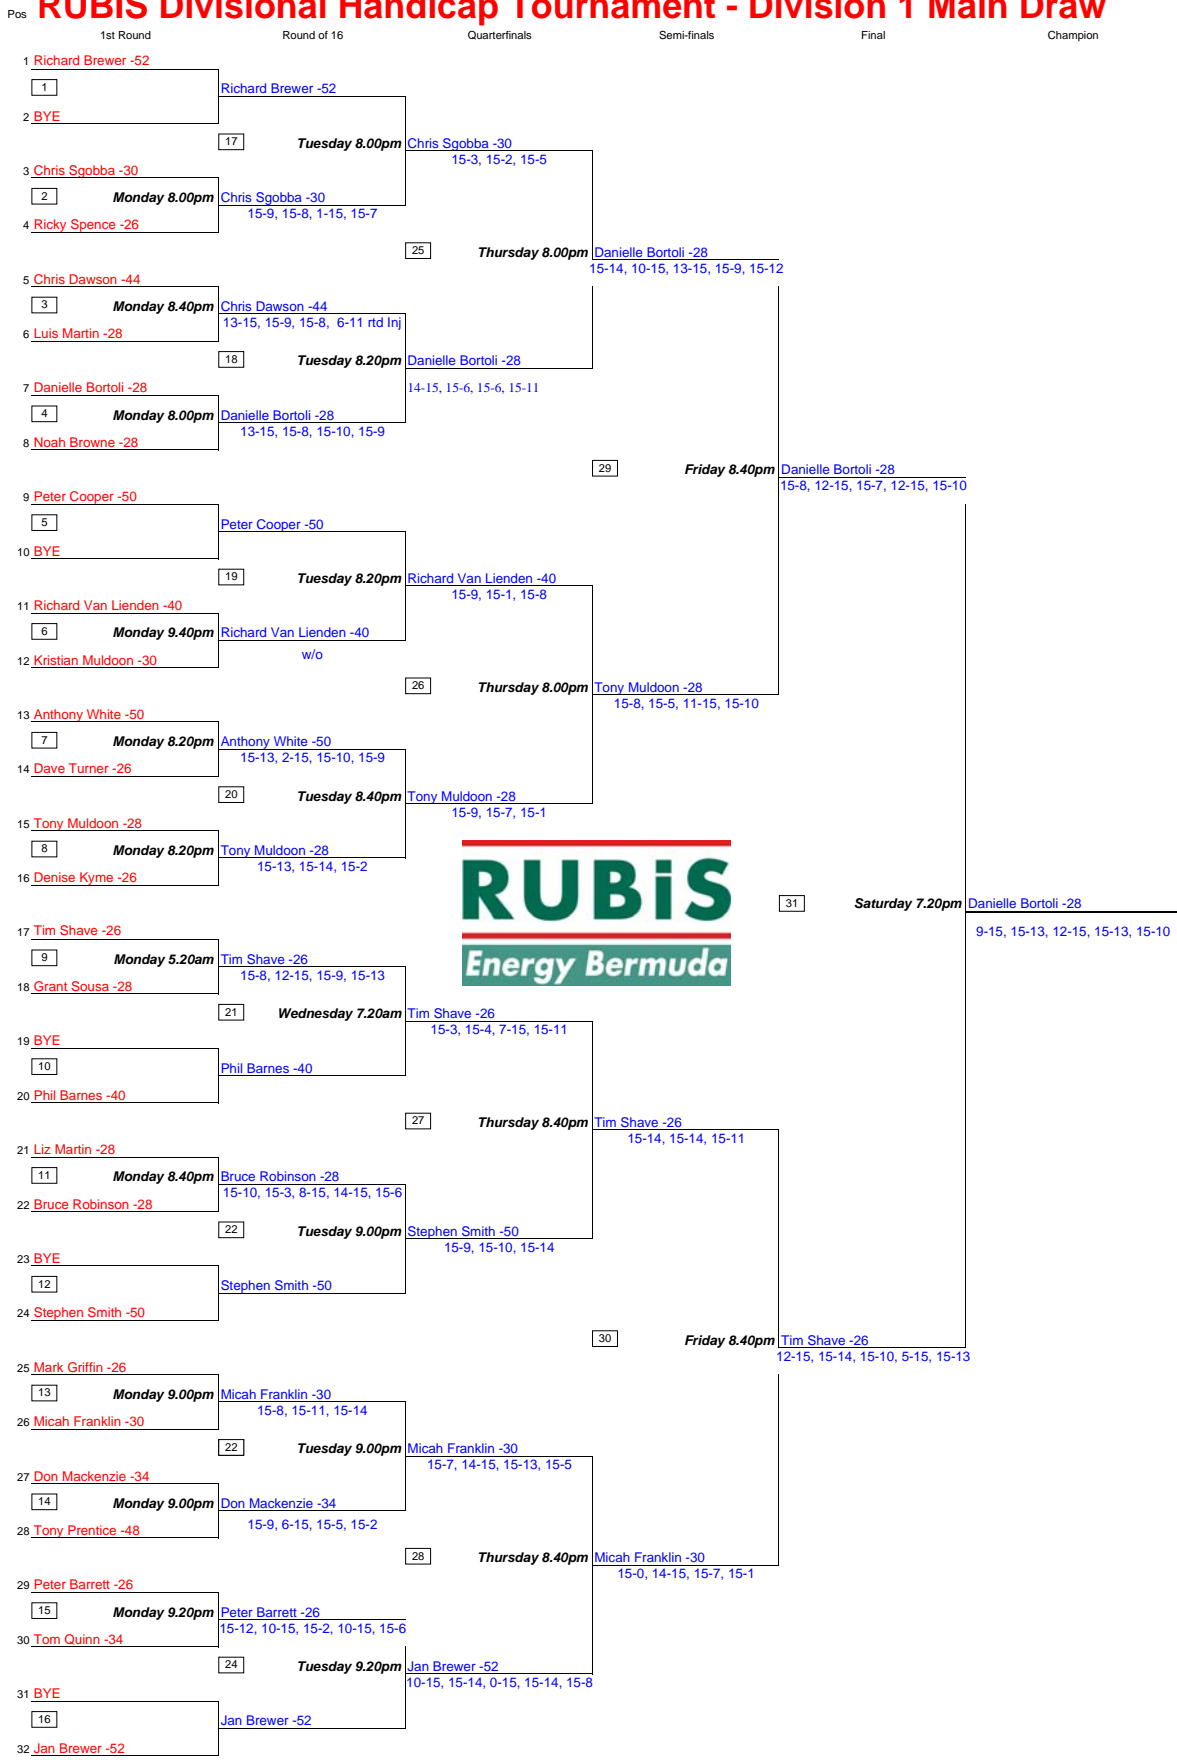 RUBIS Divisional Handicap Tournament - Division 1 Main Draw
Pos
1st Round Round of 16 Quarterfinals Semi-finals Final Champion
1 Richard Brewer -52
1 Richard Brewer -52
2 BYE
17 Tuesday 8.00pm Chris Sgobba -30
15-3, 15-2, 15-5
3 Chris Sgobba -30
2 Monday 8.00pm Chris Sgobba -30
15-9, 15-8, 1-15, 15-7
4 Ricky Spence -26
25 Thursday 8.00pm Danielle Bortoli -28
15-14, 10-15, 13-15, 15-9, 15-12
5 Chris Dawson -44
3 Monday 8.40pm Chris Dawson -44
13-15, 15-9, 15-8, 6-11 rtd Inj
6 Luis Martin -28
18 Tuesday 8.20pm Danielle Bortoli -28
14-15, 15-6, 15-6, 15-11
7 Danielle Bortoli -28
4 Monday 8.00pm Danielle Bortoli -28
13-15, 15-8, 15-10, 15-9
8 Noah Browne -28
29 Friday 8.40pm Danielle Bortoli -28
15-8, 12-15, 15-7, 12-15, 15-10
9 Peter Cooper -50
5 Peter Cooper -50
10 BYE
19 Tuesday 8.20pm Richard Van Lienden -40
15-9, 15-1, 15-8
11 Richard Van Lienden -40
6 Monday 9.40pm Richard Van Lienden -40
w/o
12 Kristian Muldoon -30
26 Thursday 8.00pm Tony Muldoon -28
15-8, 15-5, 11-15, 15-10
13 Anthony White -50
7 Monday 8.20pm Anthony White -50
15-13, 2-15, 15-10, 15-9
14 Dave Turner -26
20 Tuesday 8.40pm Tony Muldoon -28
15-9, 15-7, 15-1
15 Tony Muldoon -28
8 Monday 8.20pm Tony Muldoon -28
15-13, 15-14, 15-2
16 Denise Kyme -26
RUBiS
Energy Bermuda
31 Saturday 7.20pm Danielle Bortoli -28
9-15, 15-13, 12-15, 15-13, 15-10
17 Tim Shave -26
9 Monday 5.20am Tim Shave -26
15-8, 12-15, 15-9, 15-13
18 Grant Sousa -28
21 Wednesday 7.20am Tim Shave -26
15-3, 15-4, 7-15, 15-11
19 BYE
10 Phil Barnes -40
20 Phil Barnes -40
27 Thursday 8.40pm Tim Shave -26
15-14, 15-14, 15-11
21 Liz Martin -28
11 Monday 8.40pm Bruce Robinson -28
15-10, 15-3, 8-15, 14-15, 15-6
22 Bruce Robinson -28
22 Tuesday 9.00pm Stephen Smith -50
15-9, 15-10, 15-14
23 BYE
12 Stephen Smith -50
24 Stephen Smith -50
30 Friday 8.40pm Tim Shave -26
12-15, 15-14, 15-10, 5-15, 15-13
25 Mark Griffin -26
13 Monday 9.00pm Micah Franklin -30
15-8, 15-11, 15-14
26 Micah Franklin -30
22 Tuesday 9.00pm Micah Franklin -30
15-7, 14-15, 15-13, 15-5
27 Don Mackenzie -34
14 Monday 9.00pm Don Mackenzie -34
15-9, 6-15, 15-5, 15-2
28 Tony Prentice -48
28 Thursday 8.40pm Micah Franklin -30
15-0, 14-15, 15-7, 15-1
29 Peter Barrett -26
15 Monday 9.20pm Peter Barrett -26
15-12, 10-15, 15-2, 10-15, 15-6
30 Tom Quinn -34
24 Tuesday 9.20pm Jan Brewer -52
10-15, 15-14, 0-15, 15-14, 15-8
31 BYE
16 Jan Brewer -52
32 Jan Brewer -52